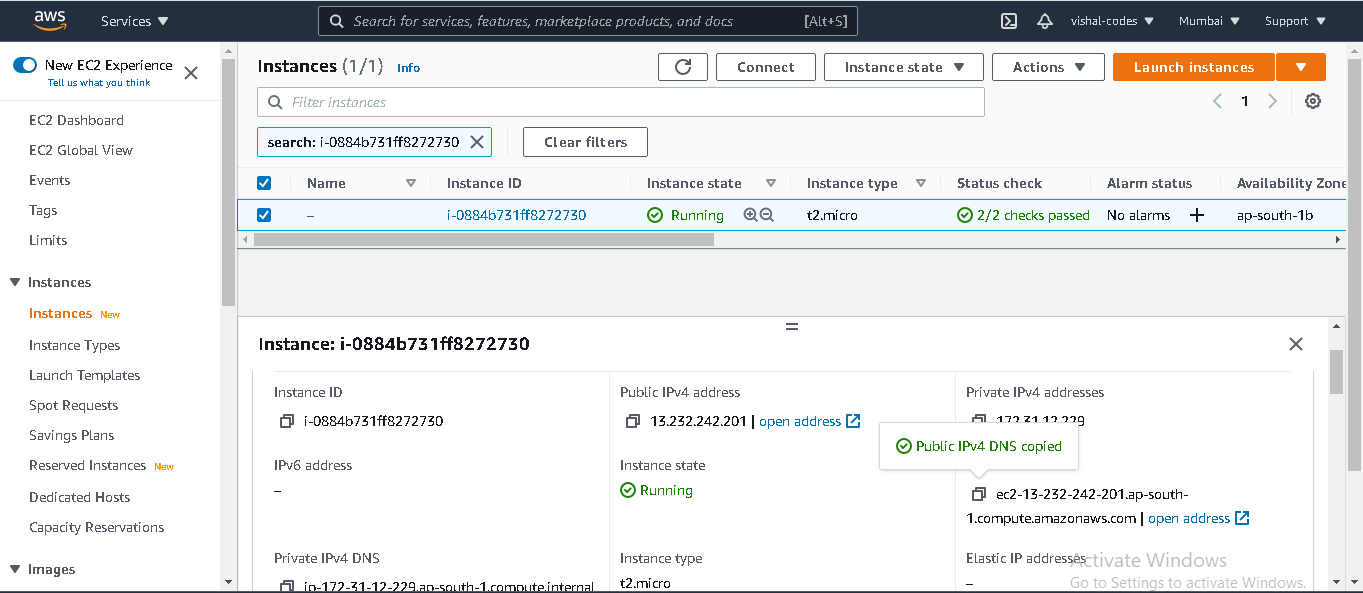 aws
Services
Search for services, features, marketplace products, and docs [Alt+S]
vishal-codes
Mumbai
Support
New EC2 Experience
Tell us what you think
EC2 Dashboard
EC2 Global View
Events
Tags
Limits
Instances
Instances New
Instance Types
Launch Templates
Spot Requests
Savings Plans
Reserved Instances New
Dedicated Hosts
Capacity Reservations
Images
Instances (1/1) Info
Connect
Instance state
Actions
Launch instances
Filter instances
1
search: i-0884b731ff8272730
Clear filters
Name Instance ID Instance state Instance type Status check Alarm status Availability Zone
– i-0884b731ff8272730 Running t2.micro 2/2 checks passed No alarms + ap-south-1b
Instance: i-0884b731ff8272730
Instance ID
i-0884b731ff8272730
Public IPv4 address
13.232.242.201 | open address
Private IPv4 addresses
172.31.12.229
Public IPv4 DNS copied
IPv6 address
–
Instance state
Running
ec2-13-232-242-201.ap-south-
1.compute.amazonaws.com | open address
Private IPv4 DNS
ip-172-31-12-229.ap-south-1.compute.internal
Instance type
t2.micro
Elastic IP addresses
–
Activate Windows
Go to Settings to activate Windows.